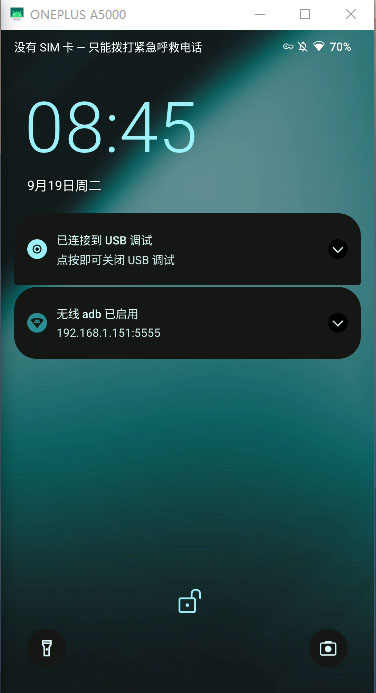 ONEPLUS A5000
没有 SIM 卡 — 只能拨打紧急呼救电话
70%
08:45
9月19日周二
已连接到 USB 调试
点按即可关闭 USB 调试
无线 adb 已启用
192.168.1.151:5555